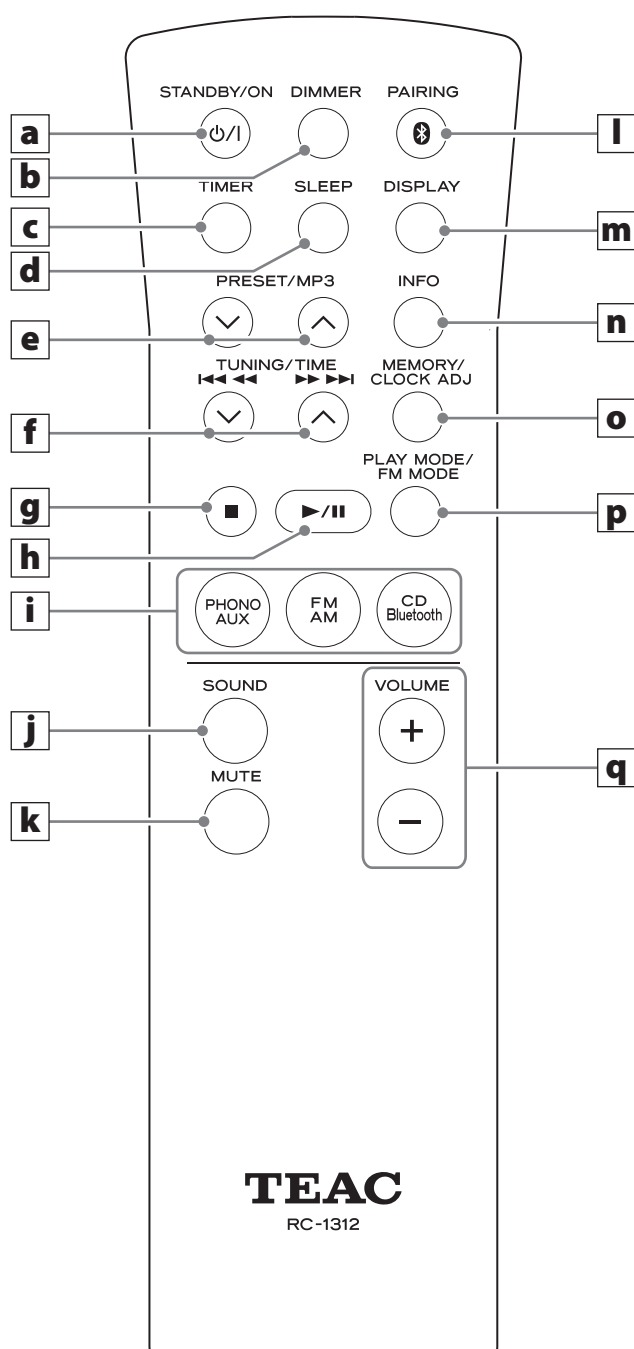 STANDBY/ON DIMMER PAIRING
a l
b
TIMER SLEEP DISPLAY
c m
d
PRESET/MP3 INFO
e n
TUNING/TIME MEMORY/
CLOCK ADJ
f o
PLAY MODE/
FM MODE
g p
h
i
PHONO
AUX
FM
AM
CD
Bluetooth
SOUND VOLUME
j + q
MUTE
k −
TEAC
RC-1312